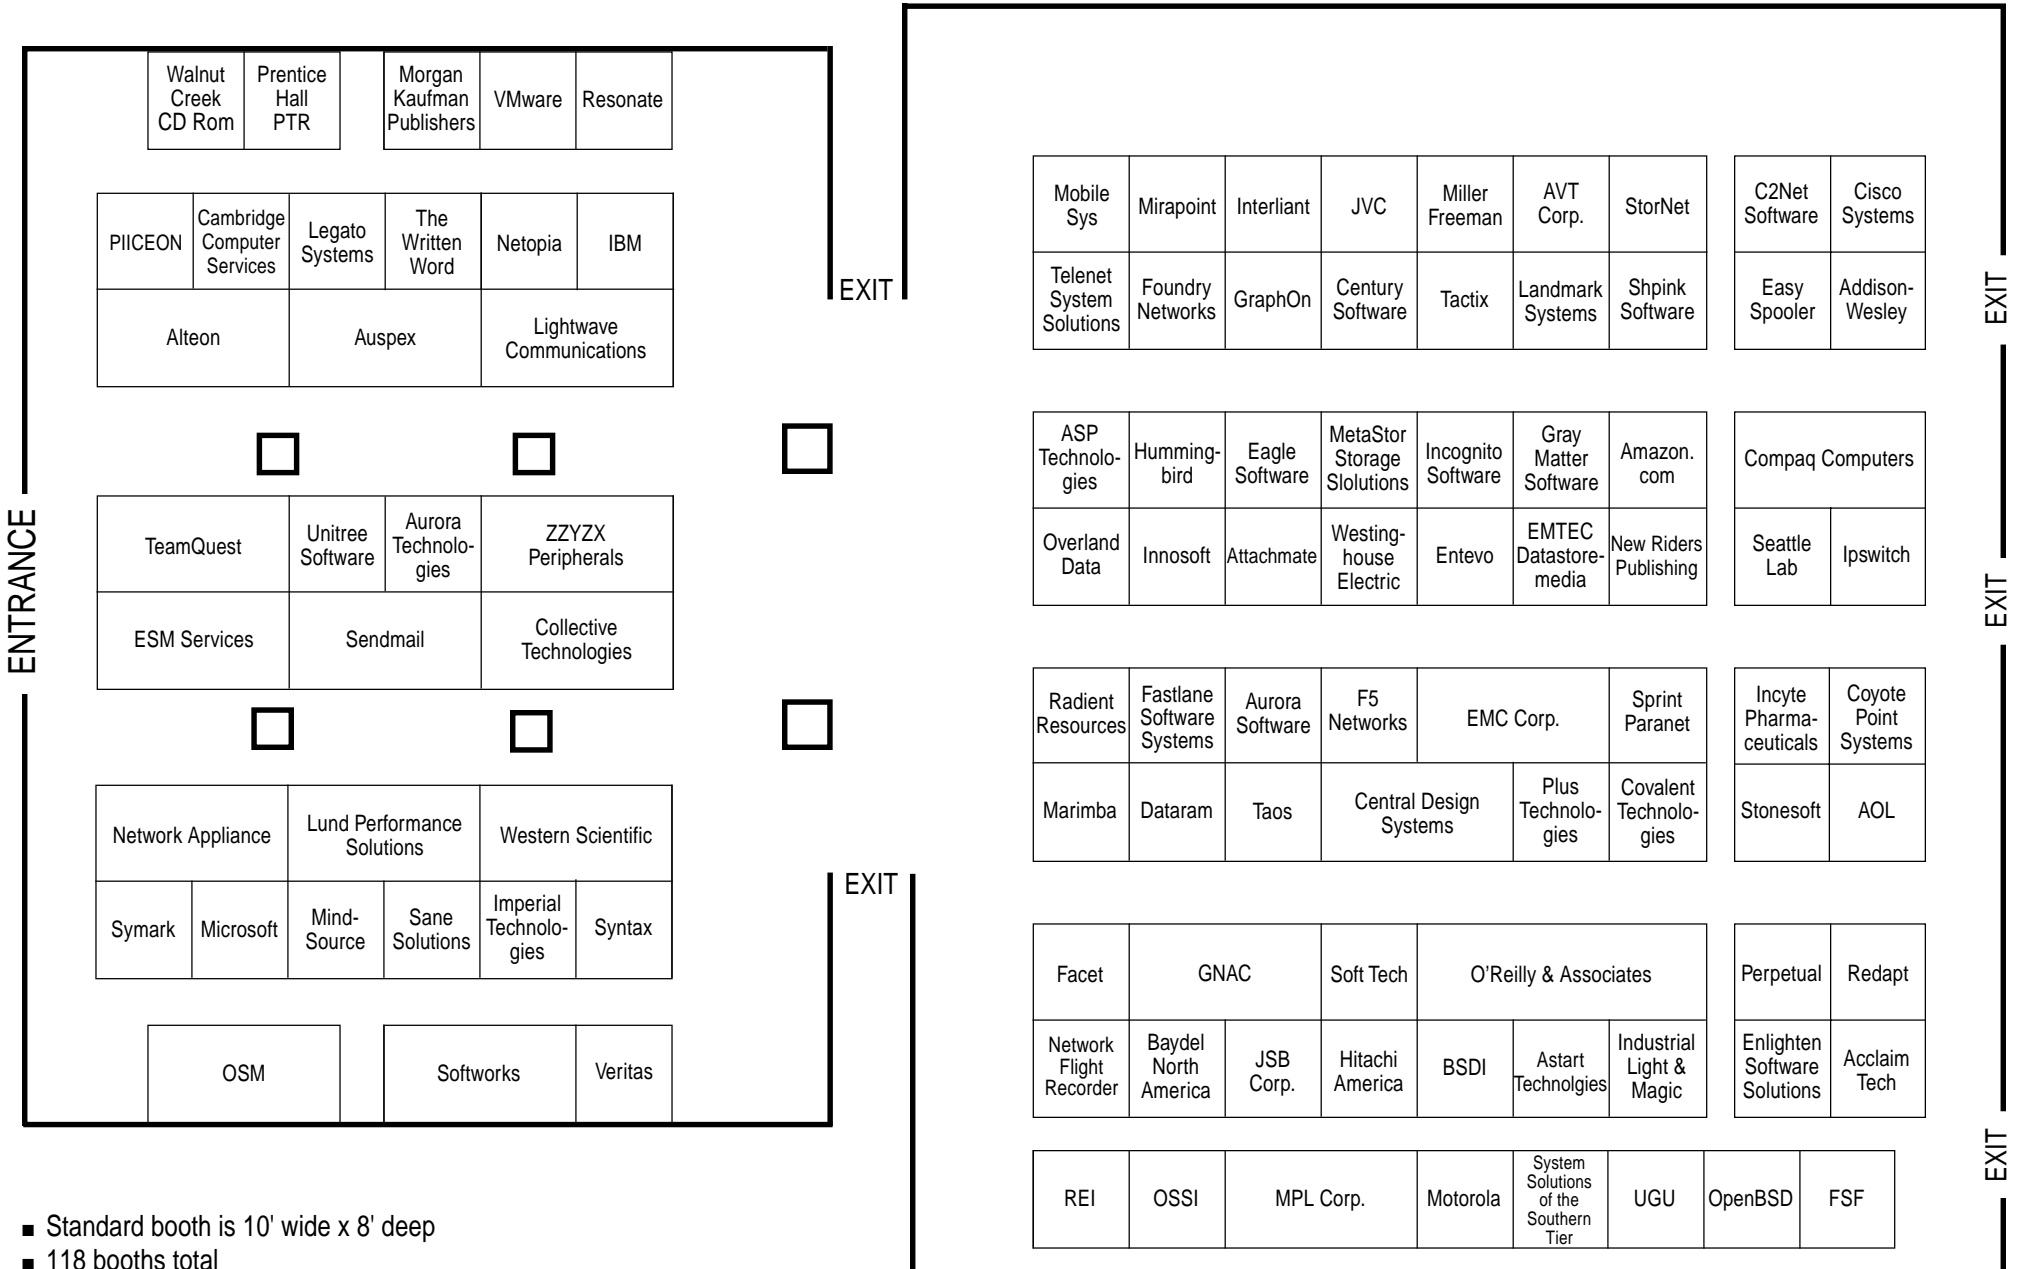 Walnut
Creek
CD Rom
Prentice
Hall
PTR
Morgan
Kaufman
Publishers
VMware
Resonate
PIICEON
Cambridge
Computer
Services
Legato
Systems
The
Written
Word
Netopia
IBM
Alteon
Auspex
Lightwave
Communications
ENTRANCE
TeamQuest
Unitree
Software
Aurora
Technolo-
gies
ZZYZX
Peripherals
ESM Services
Sendmail
Collective
Technologies
Network Appliance
Lund Performance
Solutions
Western Scientific
Symark
Microsoft
Mind-
Source
Sane
Solutions
Imperial
Technolo-
gies
Syntax
OSM
Softworks
Veritas
■ Standard booth is 10' wide x 8' deep
■ 118 booths total
EXIT
EXIT
Mobile
Sys
Mirapoint
Interliant
JVC
Miller
Freeman
AVT
Corp.
StorNet
C2Net
Software
Cisco
Systems
Telenet
System
Solutions
Foundry
Networks
GraphOn
Century
Software
Tactix
Landmark
Systems
Shpink
Software
Easy
Spooler
Addison-
Wesley
EXIT
ASP
Technolo-
gies
Humming-
bird
Eagle
Software
MetaStor
Storage
Slolutions
Incognito
Software
Gray
Matter
Software
Amazon.
com
Compaq Computers
Overland
Data
Innosoft
Attachmate
Westing-
house
Electric
Entevo
EMTEC
Datastore-
media
New Riders
Publishing
Seattle
Lab
Ipswitch
EXIT
Radient
Resources
Fastlane
Software
Systems
Aurora
Software
F5
Networks
EMC Corp.
Sprint
Paranet
Incyte
Pharma-
ceuticals
Coyote
Point
Systems
Marimba
Dataram
Taos
Central Design
Systems
Plus
Technolo-
gies
Covalent
Technolo-
gies
Stonesoft
AOL
Facet
GNAC
Soft Tech
O'Reilly & Associates
Perpetual
Redapt
Network
Flight
Recorder
Baydel
North
America
JSB
Corp.
Hitachi
America
BSDI
Astart
Technolgies
Industrial
Light &
Magic
Enlighten
Software
Solutions
Acclaim
Tech
EXIT
REI
OSSI
MPL Corp.
Motorola
System
Solutions
of the
Southern
Tier
UGU
OpenBSD
FSF